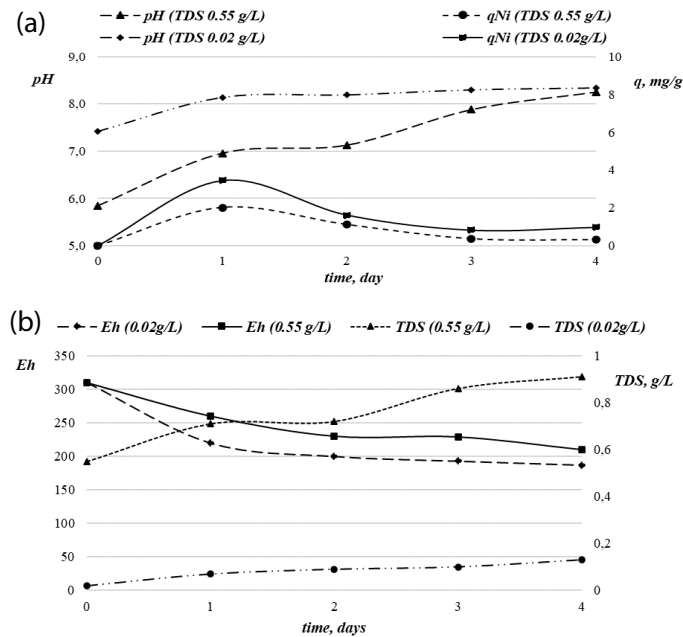 (a)
pH (TDS 0.55 g/L) qNi (TDS 0.55 g/L)
pH (TDS 0.02 g/L) qNi (TDS 0.02g/L)
pH
q, mg/g
9,0 10
8,0 8
6
7,0
4
6,0
2
5,0 0
0 1 2 3 4
time, day
(b)
Eh (0.02g/L) Eh (0.55 g/L) TDS (0.55 g/L) TDS (0.02g/L)
Eh
TDS, g/L
350 1
300
0,8
250
200 0,6
150
0,4
100
50 0,2
0 0
0 1 2 3 4
time, days